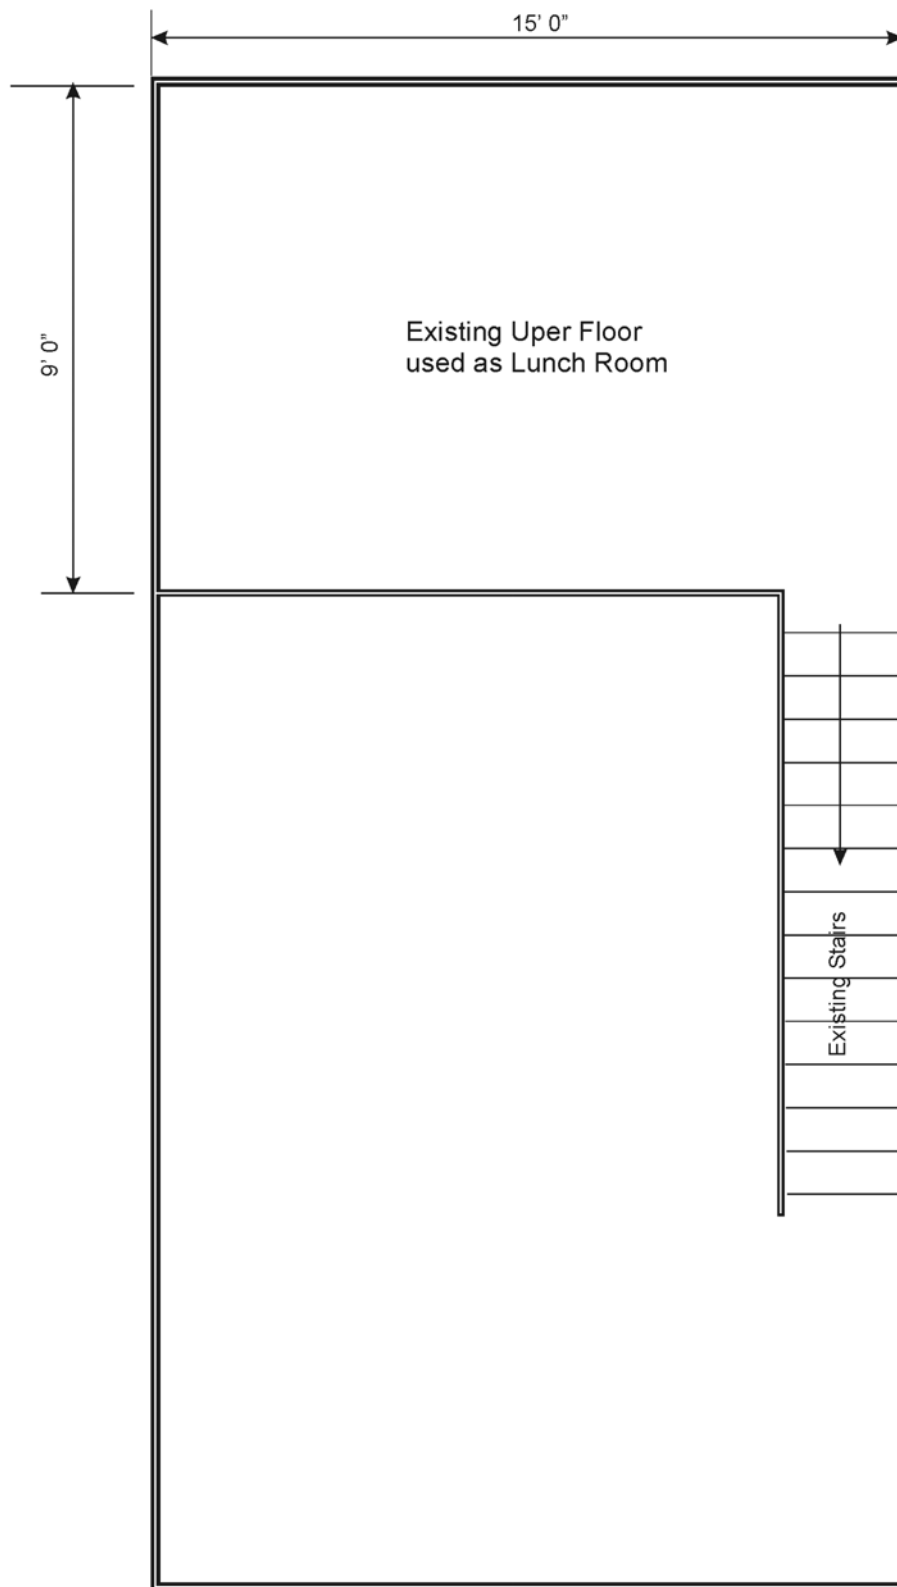 15' 0”
9' 0”
Existing Uper Floor
used as Lunch Room
Existing Stairs